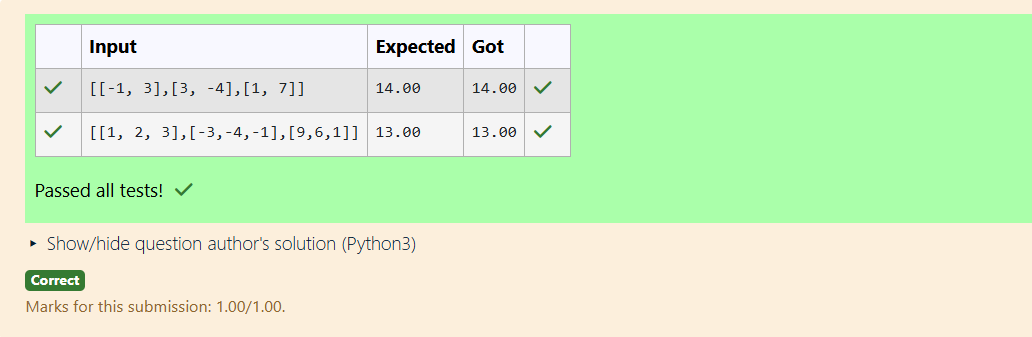 Input Expected Got
[[-1, 3],[3, -4],[1, 7]] 14.00 14.00
[[1, 2, 3],[-3,-4,-1],[9,6,1]] 13.00 13.00
Passed all tests!
Show/hide question author's solution (Python3)
Correct
Marks for this submission: 1.00/1.00.